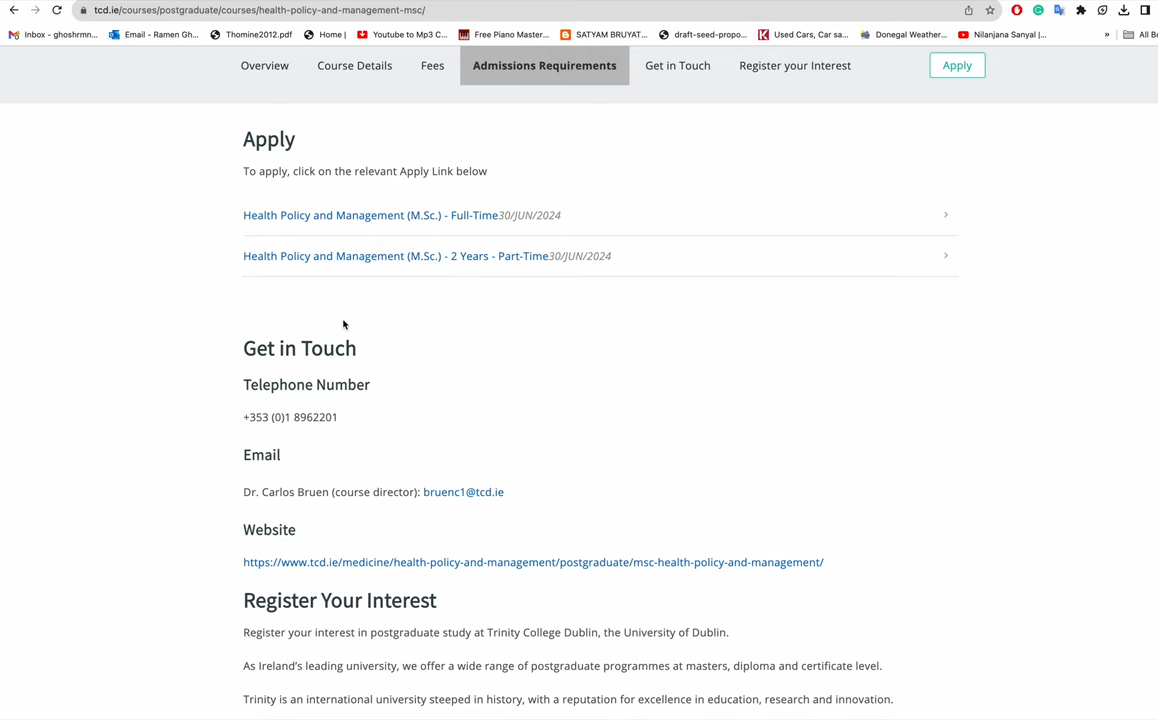 tcd.ie/courses/postgraduate/courses/health-policy-and-management-msc/
Inbox - ghoshrmn... Email - Ramen Gh... Thomine2012.pdf Home | Youtube to Mp3 C... Free Piano Master... SATYAM BRUYAT... draft-seed-propo... Used Cars, Car sa... Donegal Weather... Nilanjana Sanyal |... » All Bo
Overview Course Details Fees Admissions Requirements Get in Touch Register your Interest Apply
Apply
To apply, click on the relevant Apply Link below
Health Policy and Management (M.Sc.) - Full-Time30/JUN/2024
Health Policy and Management (M.Sc.) - 2 Years - Part-Time30/JUN/2024
Get in Touch
Telephone Number
+353 (0)1 8962201
Email
Dr. Carlos Bruen (course director): bruenc1@tcd.ie
Website
https://www.tcd.ie/medicine/health-policy-and-management/postgraduate/msc-health-policy-and-management/
Register Your Interest
Register your interest in postgraduate study at Trinity College Dublin, the University of Dublin.
As Ireland's leading university, we offer a wide range of postgraduate programmes at masters, diploma and certificate level.
Trinity is an international university steeped in history, with a reputation for excellence in education, research and innovation.